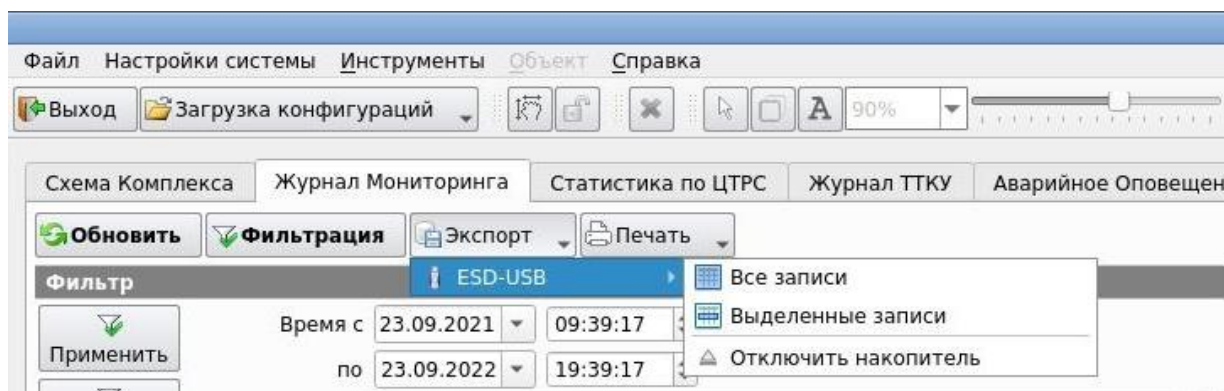 Файл Настройки системы Инструменты Объект Справка
Выход Загрузка конфигураций A 90%
Схема Комплекса Журнал Мониторинга Статистика по ЦТРС Журнал ТТКУ Аварийное Оповещен
Обновить Фильтрация Экспорт Печать
Фильтр ESD-USB Все записи
Выделенные записи
Применить Время с 23.09.2021 09:39:17
по 23.09.2022 19:39:17 Отключить накопитель